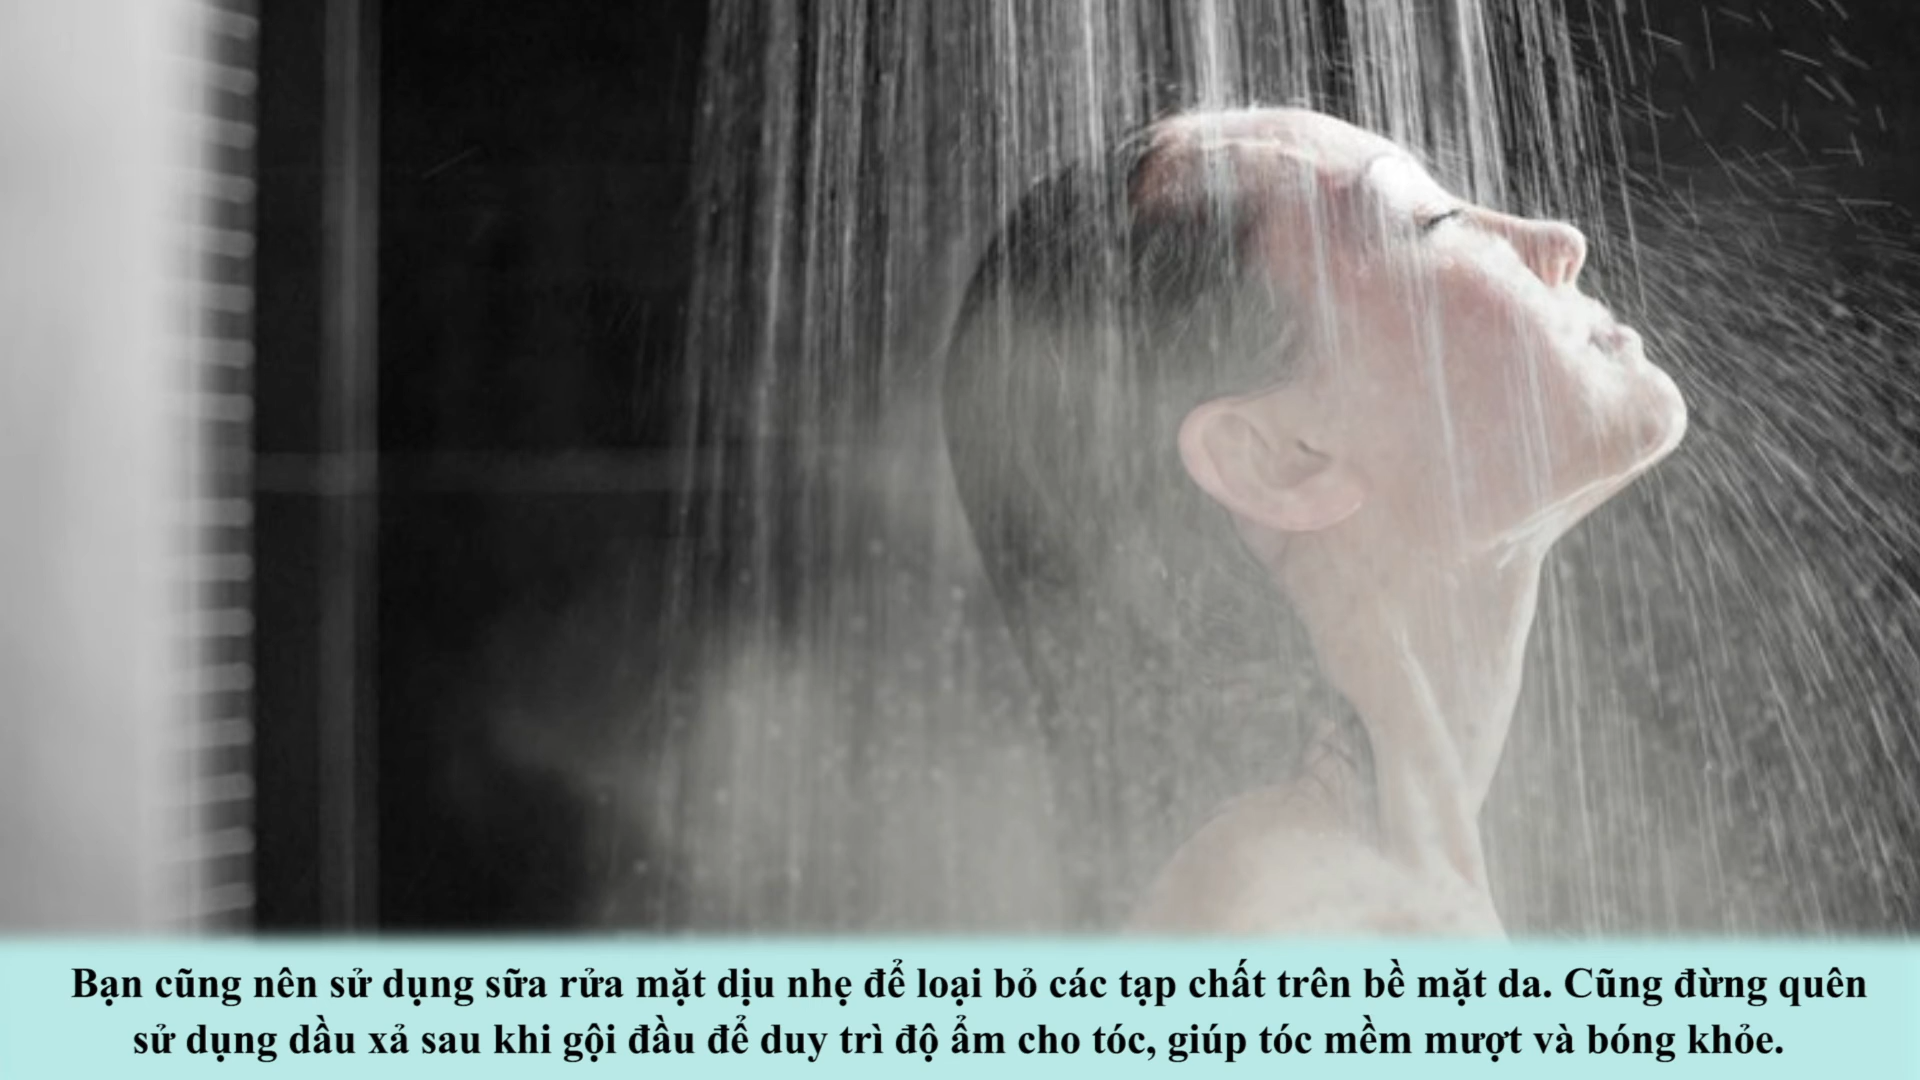 Bạn cũng nên sử dụng sữa rửa mặt dịu nhẹ để loại bỏ các tạp chất trên bề mặt da. Cũng đừng quên
sử dụng dầu xả sau khi gội đầu để duy trì độ ẩm cho tóc, giúp tóc mềm mượt và bóng khỏe.